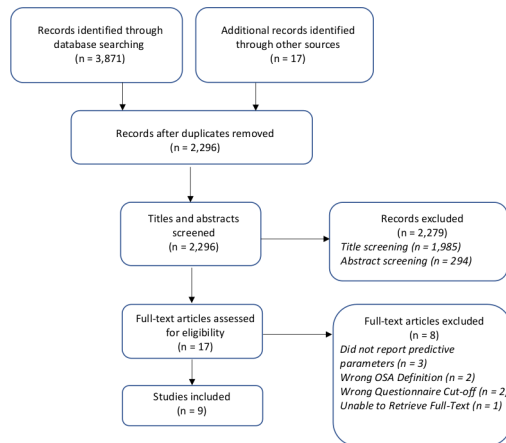 Records identified through
database searching
(n = 3,871)
Additional records identified
through other sources
(n = 17)
Records after duplicates removed
(n = 2,296)
Titles and abstracts
screened
(n = 2,296)
Records excluded
(n = 2,279)
Title screening (n = 1,985)
Abstract screening (n = 294)
Full-text articles assessed
for eligibility
(n = 17)
Full-text articles excluded
(n = 8)
Did not report predictive
parameters (n = 3)
Wrong OSA Definition (n = 2)
Wrong Questionnaire Cut-off (n = 2,
Unable to Retrieve Full-Text (n = 1)
Studies included
(n = 9)